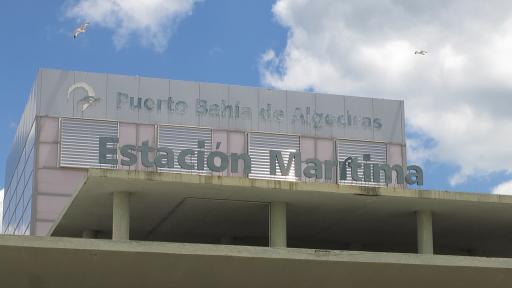 Puerto Bahía de Algeciras
Estación Marítima